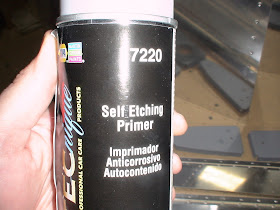 7220
Self Etching
Primer
Imprimador
Anticorrosivo
Autocontenido
PROFESSIONAL CAR CARE
PRODUCTS